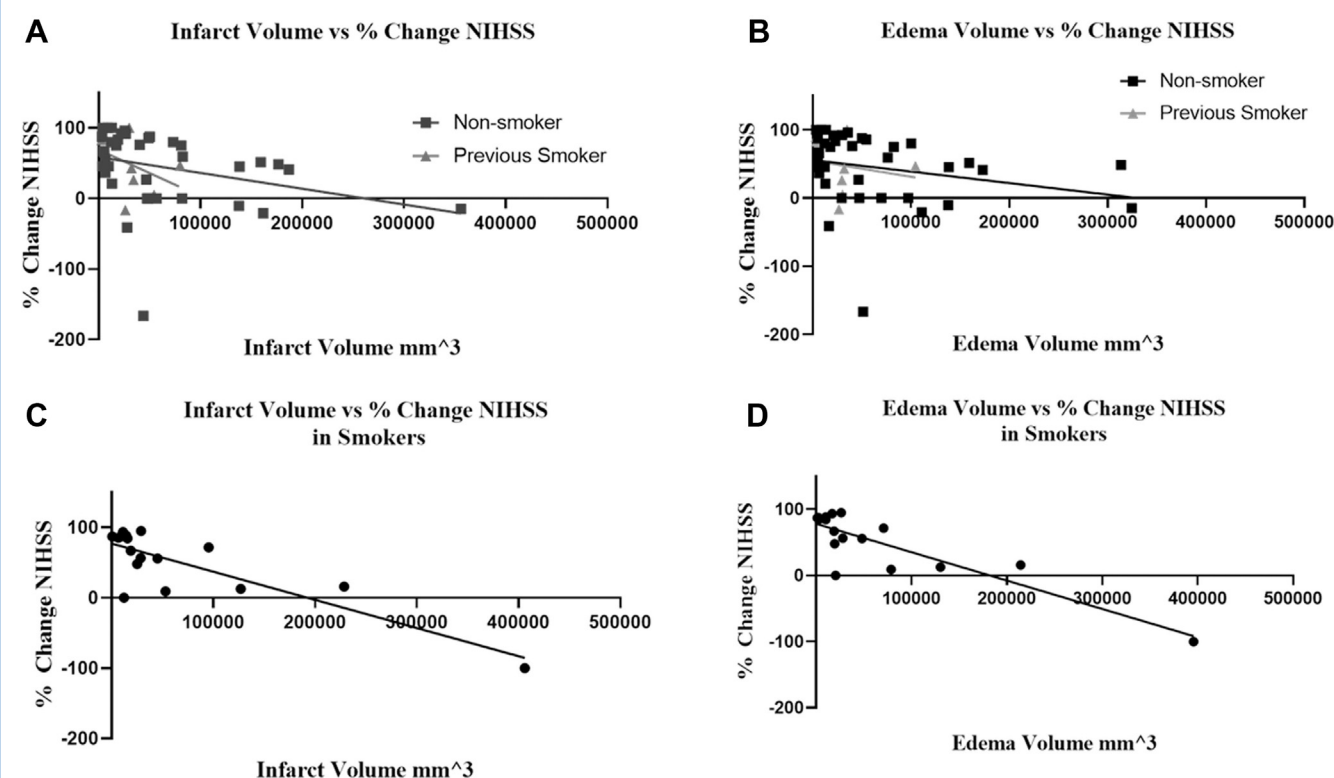 A
Infarct Volume vs % Change NIHSS
% Change NIHSS
100
0
-100
-200
100000 200000 300000 400000 500000
Non-smoker
Previous Smoker
Infarct Volume mm^3
B
Edema Volume vs % Change NIHSS
% Change NIHSS
100
0
-100
-200
100000 200000 300000 400000 500000
Non-smoker
Previous Smoker
Edema Volume mm^3
C
Infarct Volume vs % Change NIHSS
in Smokers
% Change NIHSS
100
0
-100
-200
100000 200000 300000 400000 500000
Infarct Volume mm^3
D
Edema Volume vs % Change NIHSS
in Smokers
% Change NIHSS
100
0
-100
-200
100000 200000 300000 400000 500000
Edema Volume mm^3